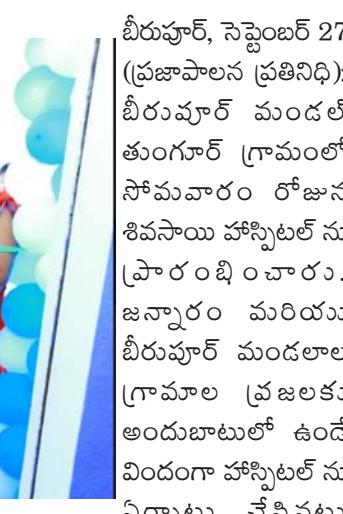 బీరుపూర్, సెప్టెంబర్ 27
(ప్రజాపాలన ప్రతినిధి):
బీరువూర్ మండల్
తుంగూర్ గ్రామంలో
సోమవారం రోజున
శివసాయి హాస్పిటల్ ను
ప్రారంభించారు.
జన్నారం మరియు
బీరుపూర్ మండలాల
గ్రామాల వ్రజలకు
అందుబాటులో ఉండే
విందంగా హాస్పిటల్ ను